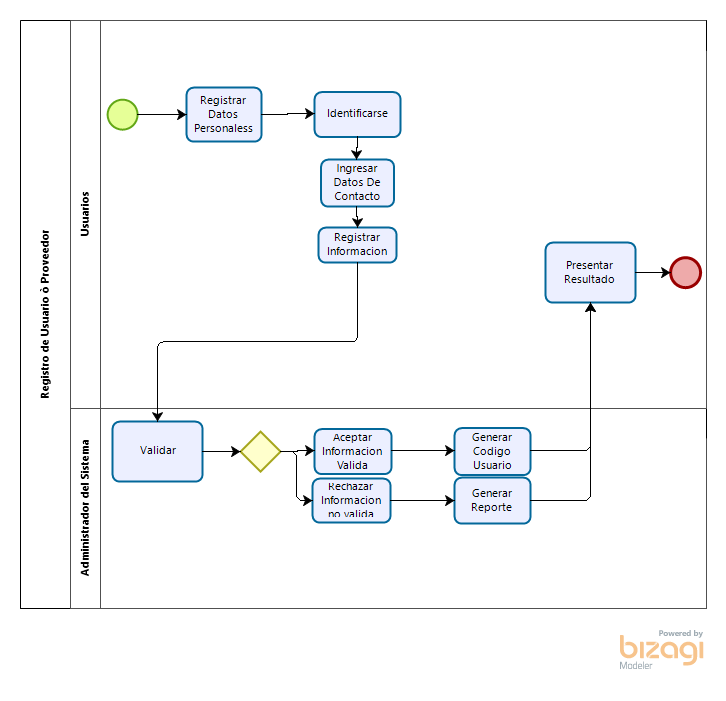 Registro de Usuario ò Proveedor
Usuarios
Registrar
Datos
Personaless
Identificarse
Ingresar
Datos De
Contacto
Registrar
Informacion
Presentar
Resultado
Administrador del Sistema
Validar
Aceptar
Informacion
Valida
Generar
Codigo
Usuario
Rechazar
Informacion
no valida
Generar
Reporte
Powered by
bizagi
Modeler